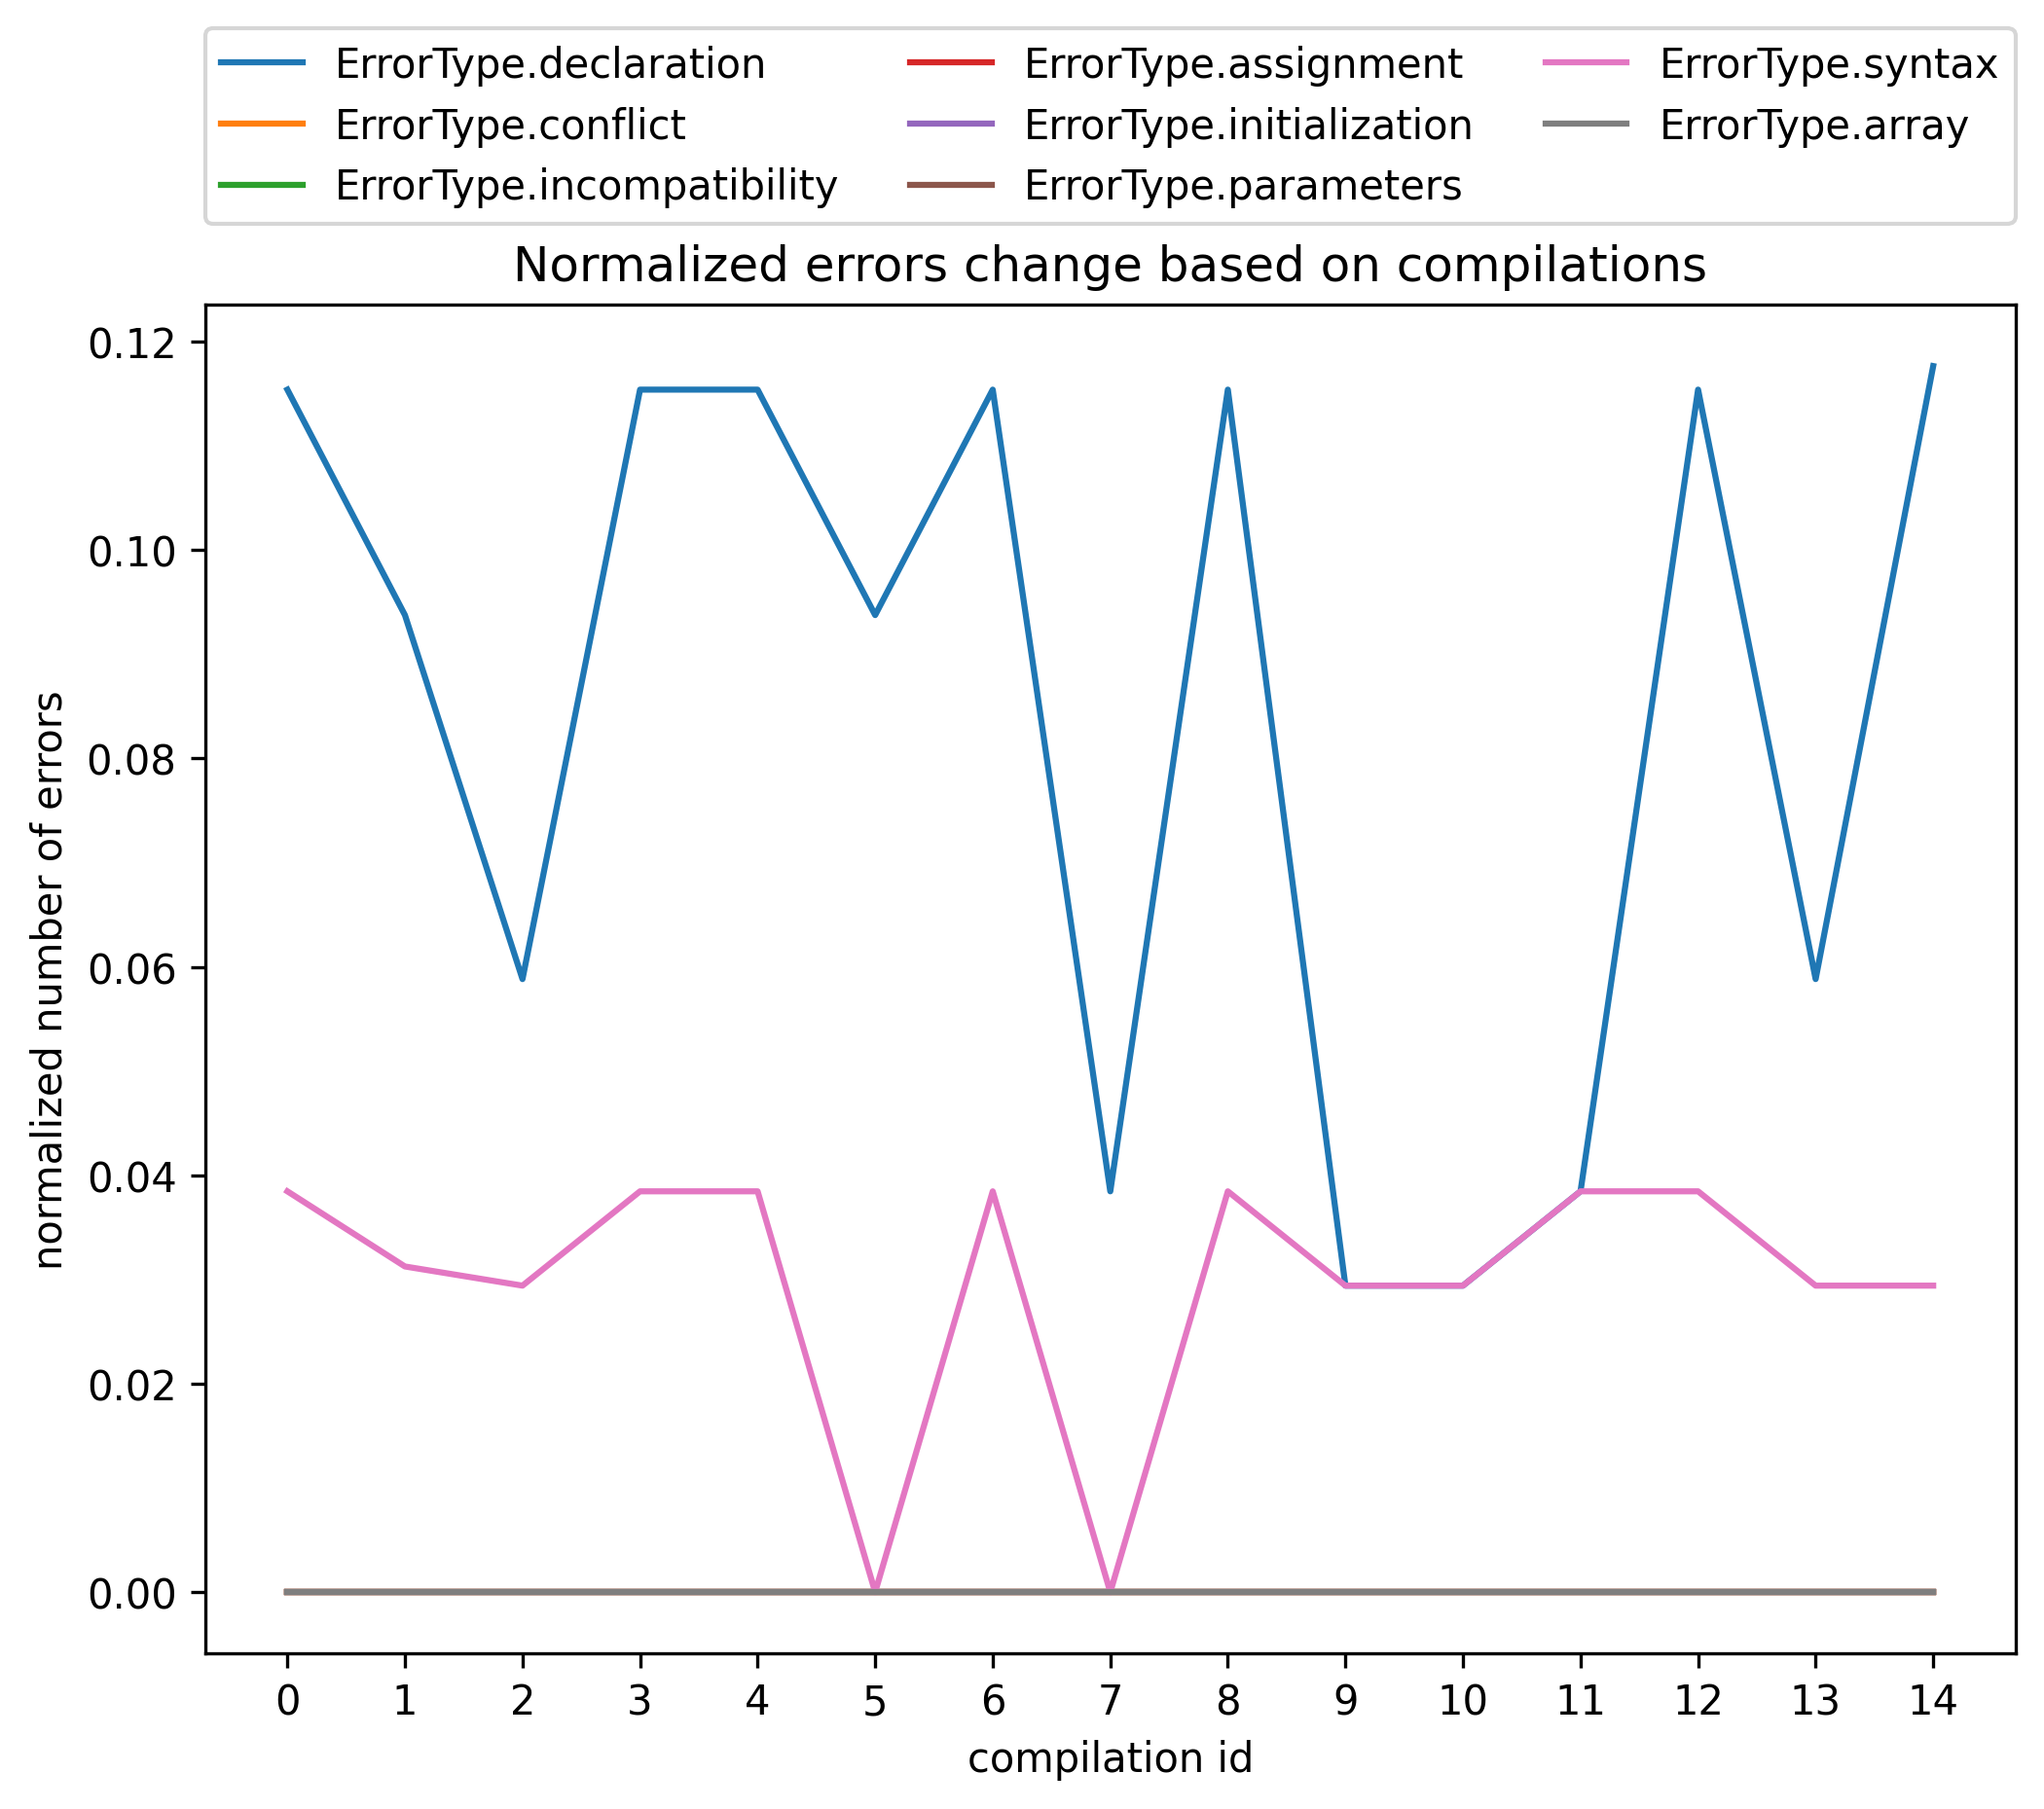 ErrorType.declaration
ErrorType.conflict
ErrorType.incompatibility
ErrorType.assignment
ErrorType.initialization
ErrorType.parameters
ErrorType.syntax
ErrorType.array
Normalized errors change based on compilations
normalized number of errors
0.12
0.10
0.08
0.06
0.04
0.02
0.00
0 1 2 3 4 5 6 7 8 9 10 11 12 13 14
compilation id